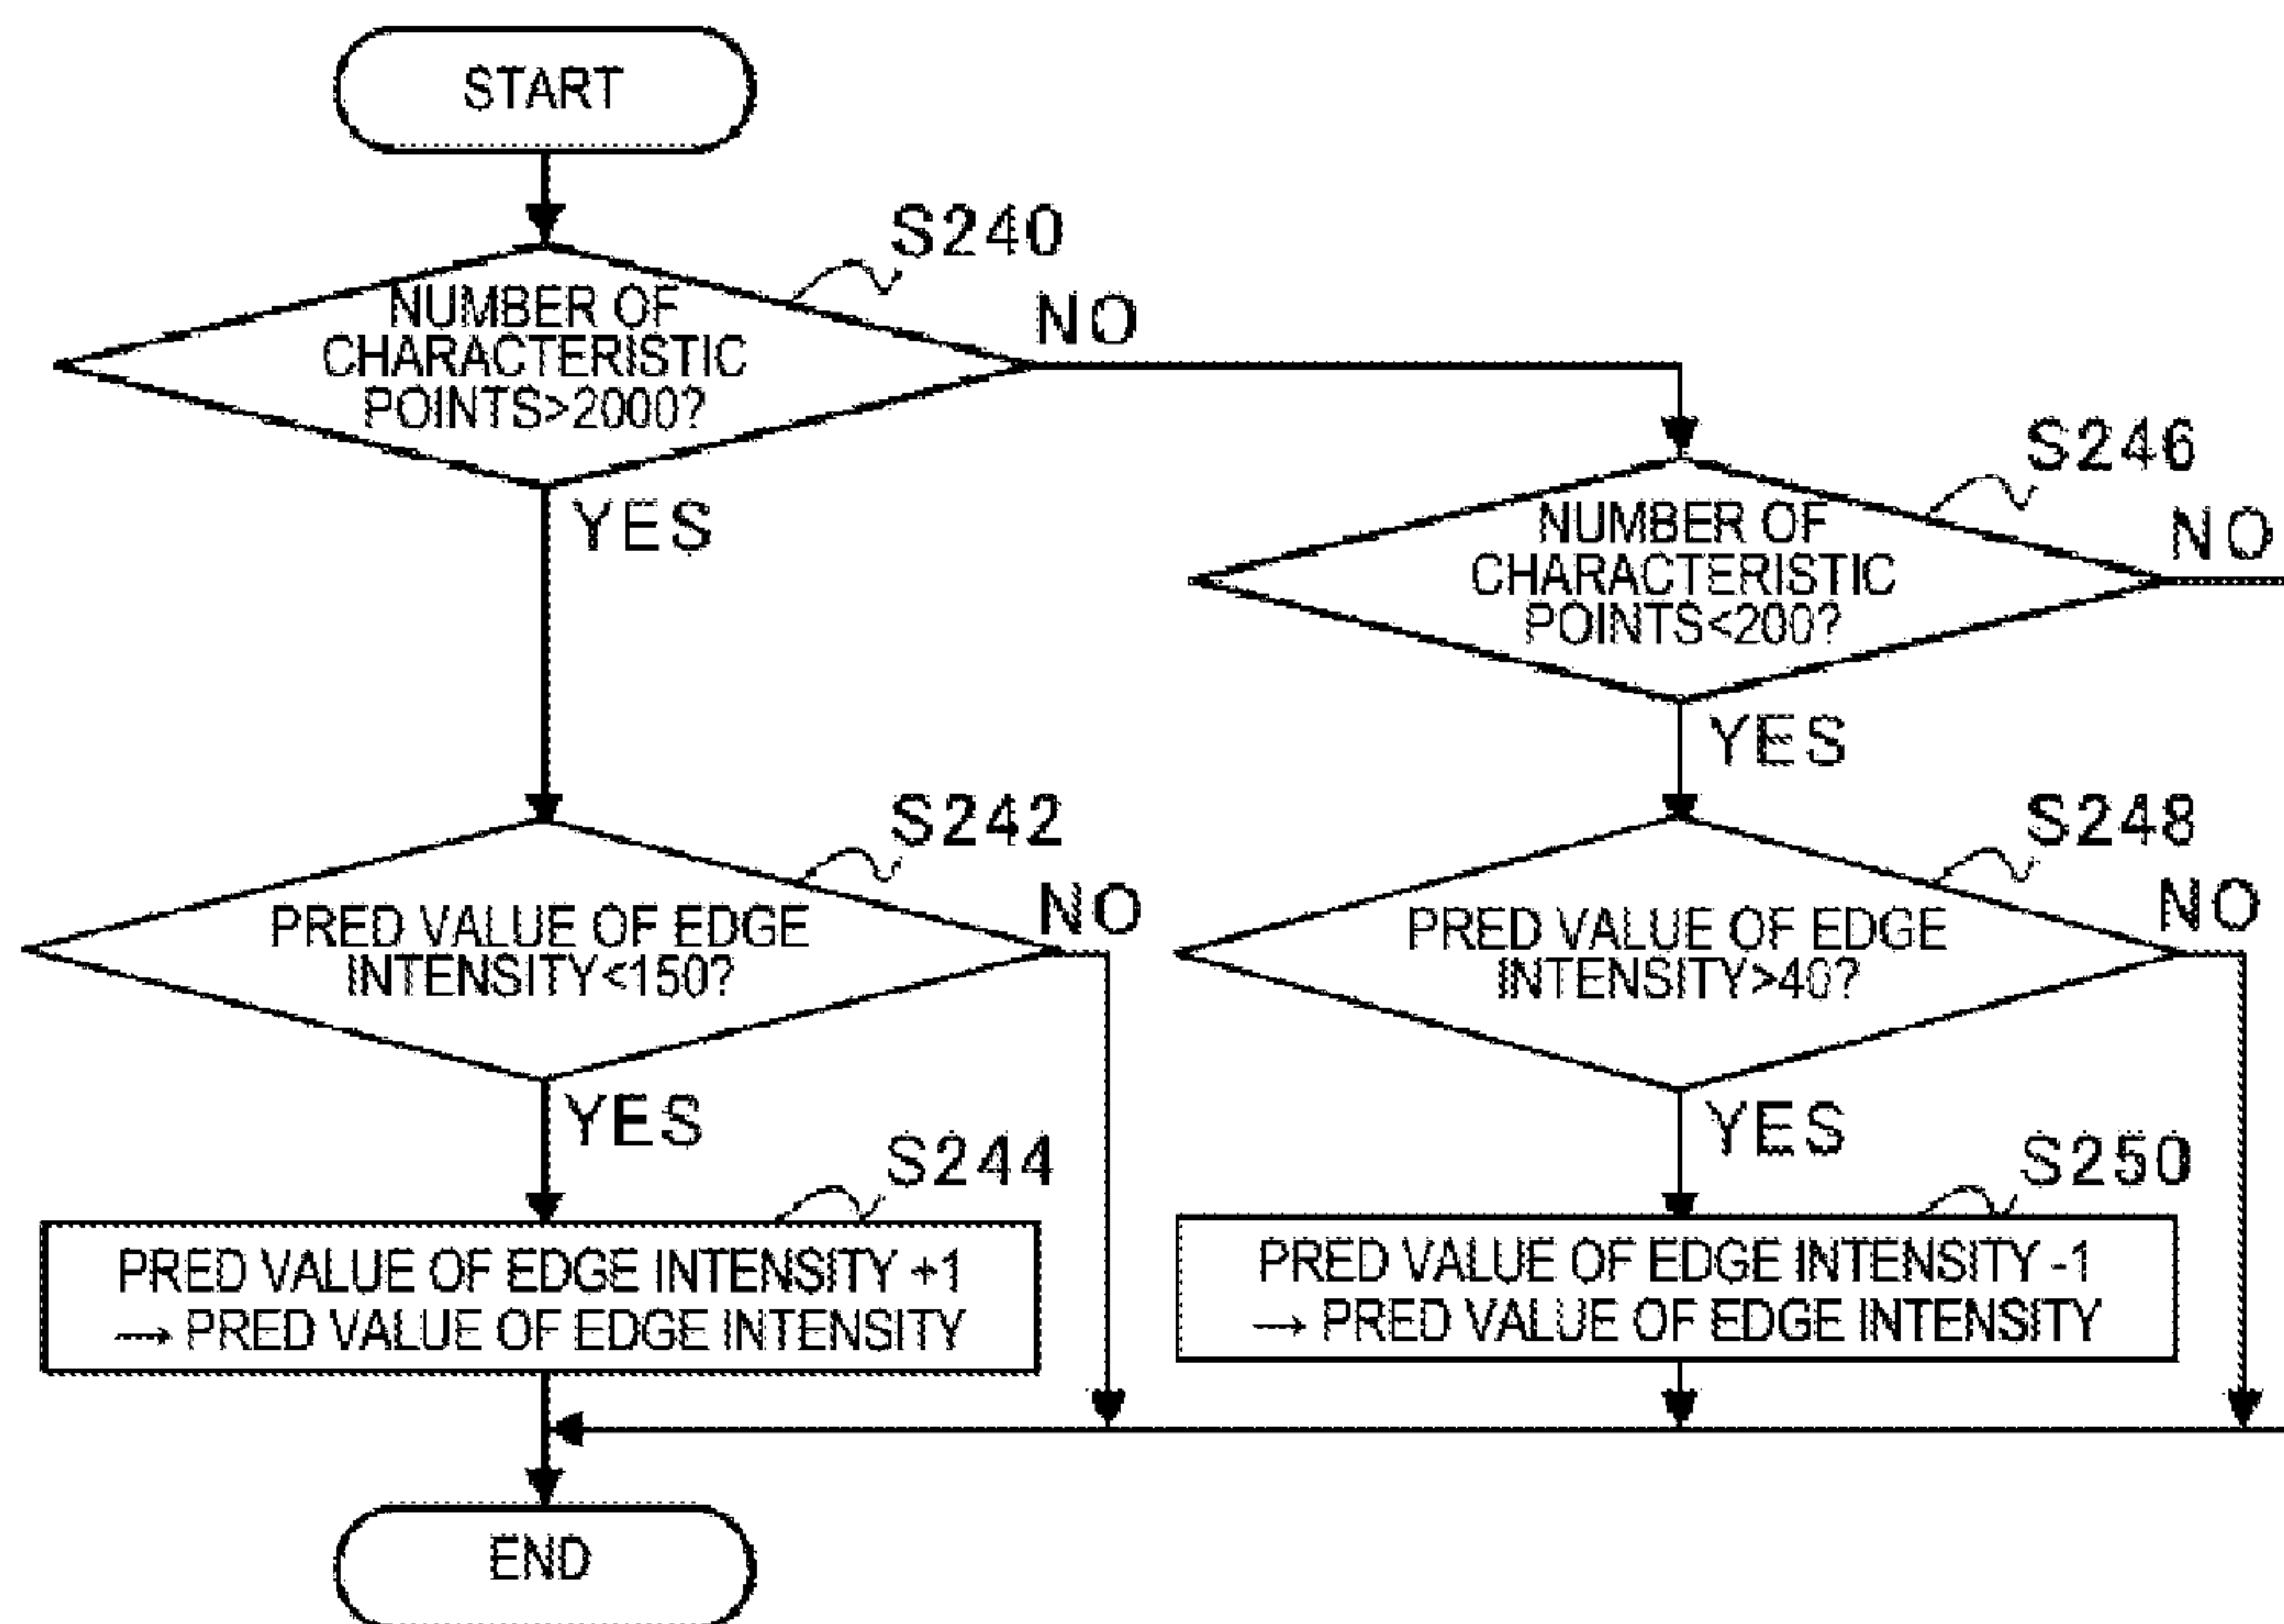 START
S240
NUMBER OF
CHARACTERISTIC
POINTS>2000?
NO
YES
S246
NUMBER OF
CHARACTERISTIC
POINTS<200?
NO
YES
S242
PRED VALUE OF EDGE
INTENSITY<150?
NO
YES
S248
PRED VALUE OF EDGE
INTENSITY>40?
NO
YES
S244
PRED VALUE OF EDGE INTENSITY +1
→ PRED VALUE OF EDGE INTENSITY
S250
PRED VALUE OF EDGE INTENSITY -1
→ PRED VALUE OF EDGE INTENSITY
END